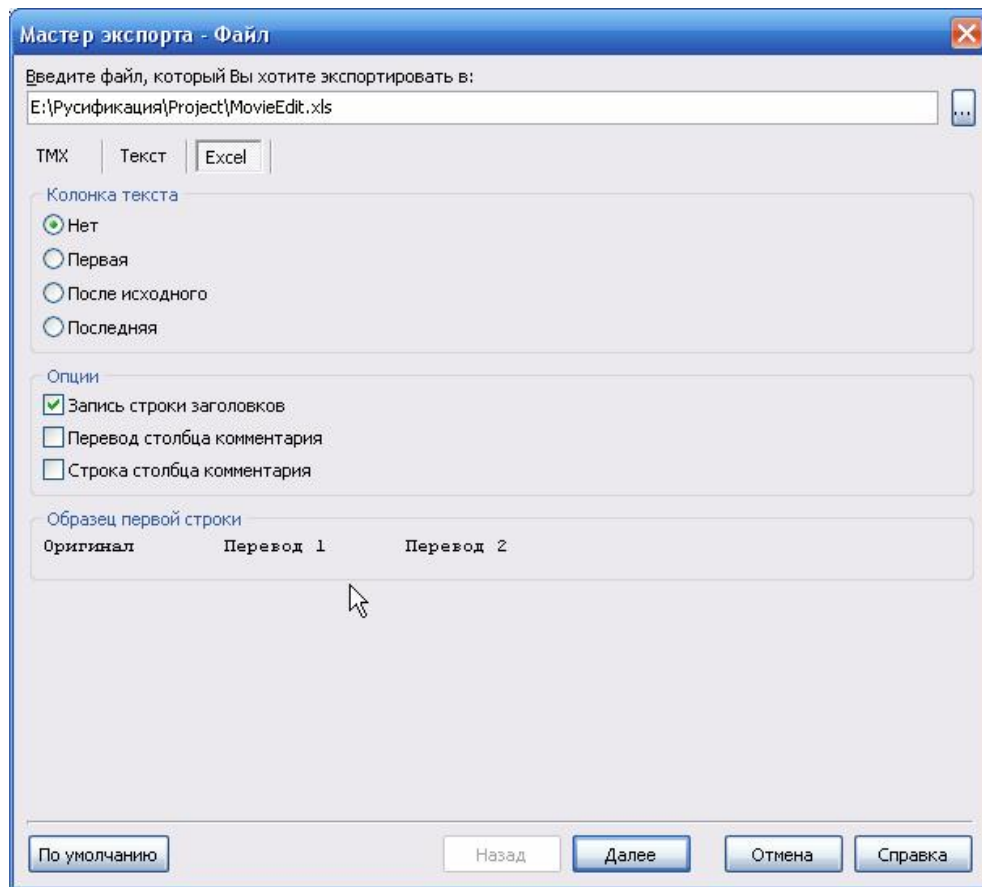 Мастер экспорта - Файл
Введите файл, который Вы хотите экспортировать в:
E:\Русификация\Project\MovieEdit.xls
...
TMX Текст Excel
Колонка текста
Нет
Первая
После исходного
Последняя
Опции
Запись строки заголовков
Перевод столбца комментария
Строка столбца комментария
Образец первой строки
Оригинал Перевод 1 Перевод 2
По умолчанию Назад Далее Отмена Справка